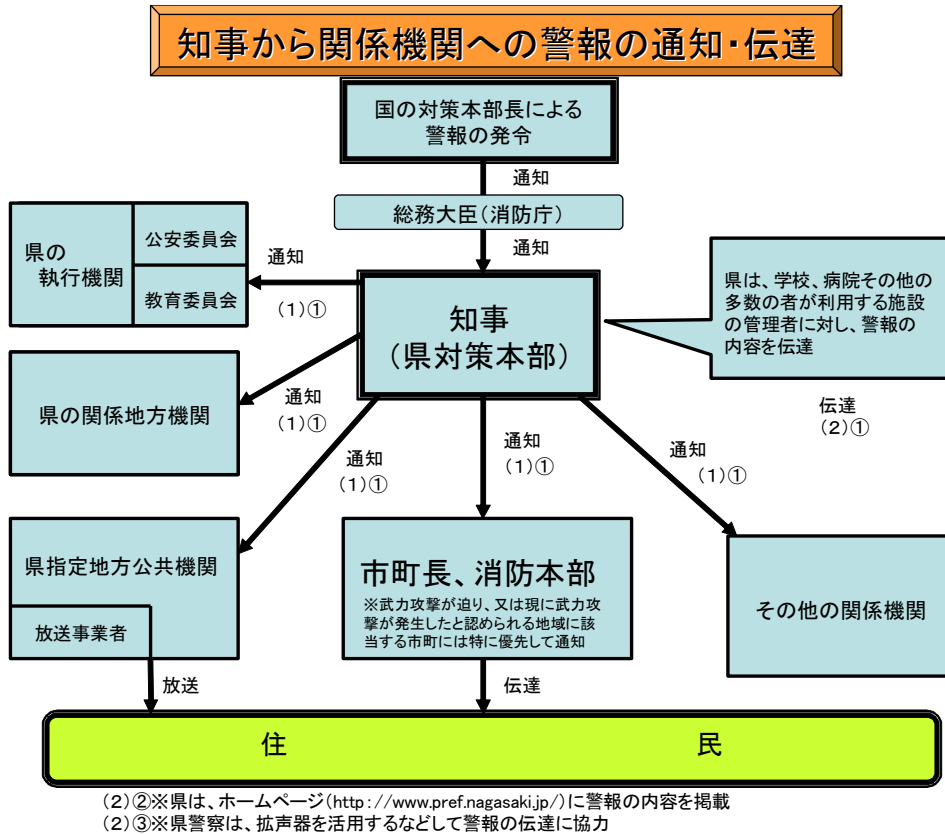 知事から関係機関への警報の通知・伝達
国の対策本部長による
警報の発令
通知
総務大臣(消防庁)
通知
県の
執行機関
公安委員会
教育委員会
通知
(1)①
知事
(県対策本部)
県は、学校、病院その他の
多数の者が利用する施設
の管理者に対し、警報の
内容を伝達
伝達
(2)①
県の関係地方機関
通知
(1)①
通知
(1)①
通知
(1)①
通知
(1)①
県指定地方公共機関
放送事業者
市町長、消防本部
※武力攻撃が迫り、又は現に武力攻
撃が発生したと認められる地域に該
当する市町には特に優先して通知
その他の関係機関
放送
伝達
住 民
(2)②※県は、ホームページ(http://www.pref.nagasaki.jp/)に警報の内容を掲載
(2)③※県警察は、拡声器を活用するなどして警報の伝達に協力